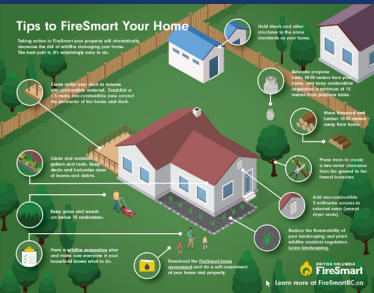 Tips to FireSmart Your Home
Taking action to FireSmart your property will dramatically
decrease the risk of wildfire damaging your home.
The best part is, it's surprisingly easy to do.
Hold sheds and other
structures to the same
standards as your home.
Clean under your deck to remove
any combustible material. Establish a
1.5 metre non-combustible zone around
the perimeter of the house and deck.
Relocate propane
tanks 10-30 metres from your
home, and keep combustible
vegetation a minimum of 10
metres from propane tanks.
Move firewood and
lumber 10-30 metres
away from home.
Clean and maintain
gutters and roofs. Keep
decks and balconies clear
of leaves and debris.
Prune trees to create
a two-meter clearance
from the ground to the
lowest branches.
Keep grass and weeds
cut below 10 centimetres.
Add non-combustible
3 millimetre screens to
external vents (except
dryer vents).
Reduce the flammability of
your landscaping and plant
wildfire resistant vegetation.
Learn landscaping.
Have a wildfire evacuation plan
and make sure everyone in your
household knows what to do.
Download the FireSmart home
assessment and do a self-assessment
of your home and property.
BRITISH COLUMBIA
FireSmart
Learn more at FireSmartBC.ca